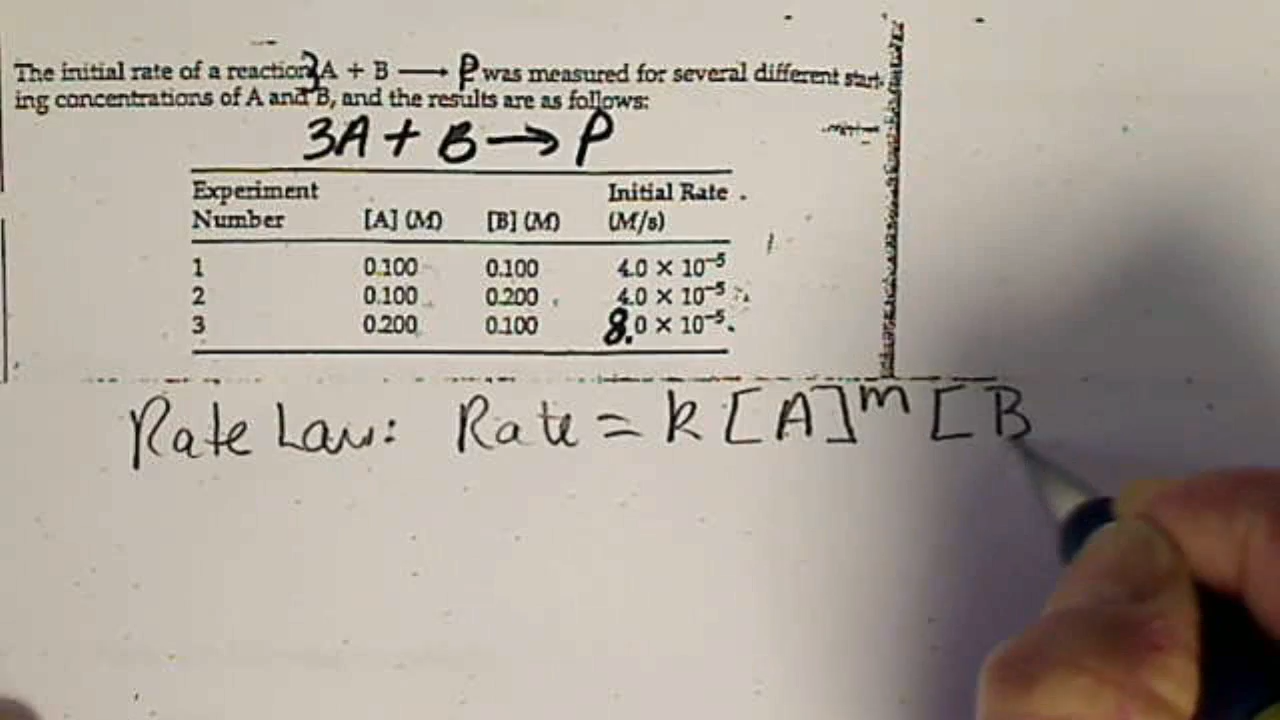 The initial rate of a reaction 3A + B ⟶ P was measured for several different start-
ing concentrations of A and B, and the results are as follows:
3A + B → P
Experiment Number [A] (M) [B] (M) Initial Rate (M/s)
1 0.100 0.100 4.0 × 10⁻⁵
2 0.100 0.200 4.0 × 10⁻⁵
3 0.200 0.100 8.0 × 10⁻⁵
Rate Law: Rate = k [A]ᵐ [B